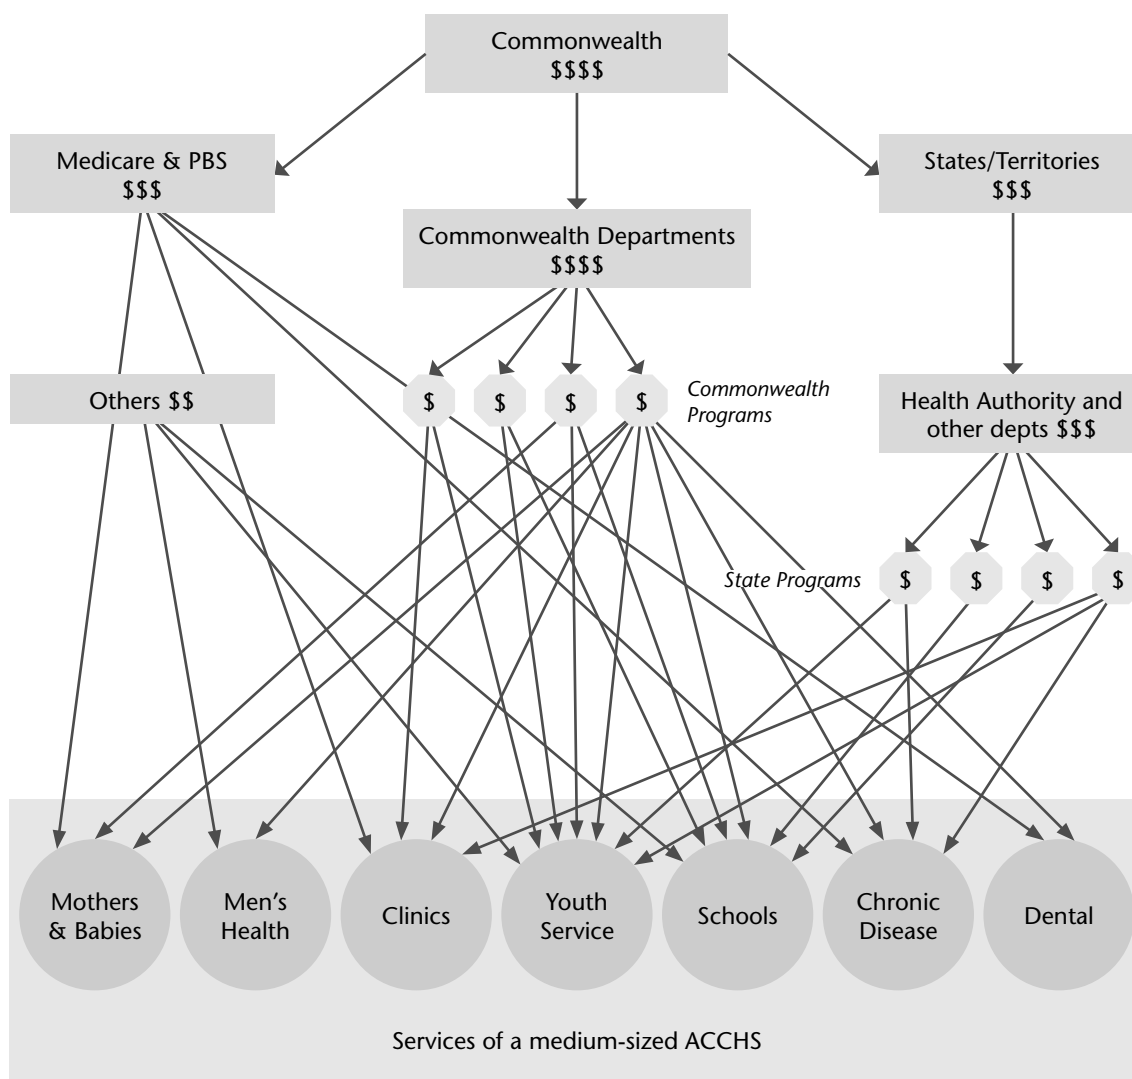 Commonwealth
$$$$
Medicare & PBS
$$$
States/Territories
$$$
Commonwealth Departments
$$$$
Others $$
$
$
$
$
Commonwealth
Programs
Health Authority and
other depts $$$
State Programs
$
$
$
$
Mothers
& Babies
Men's
Health
Clinics
Youth
Service
Schools
Chronic
Disease
Dental
Services of a medium-sized ACCHS